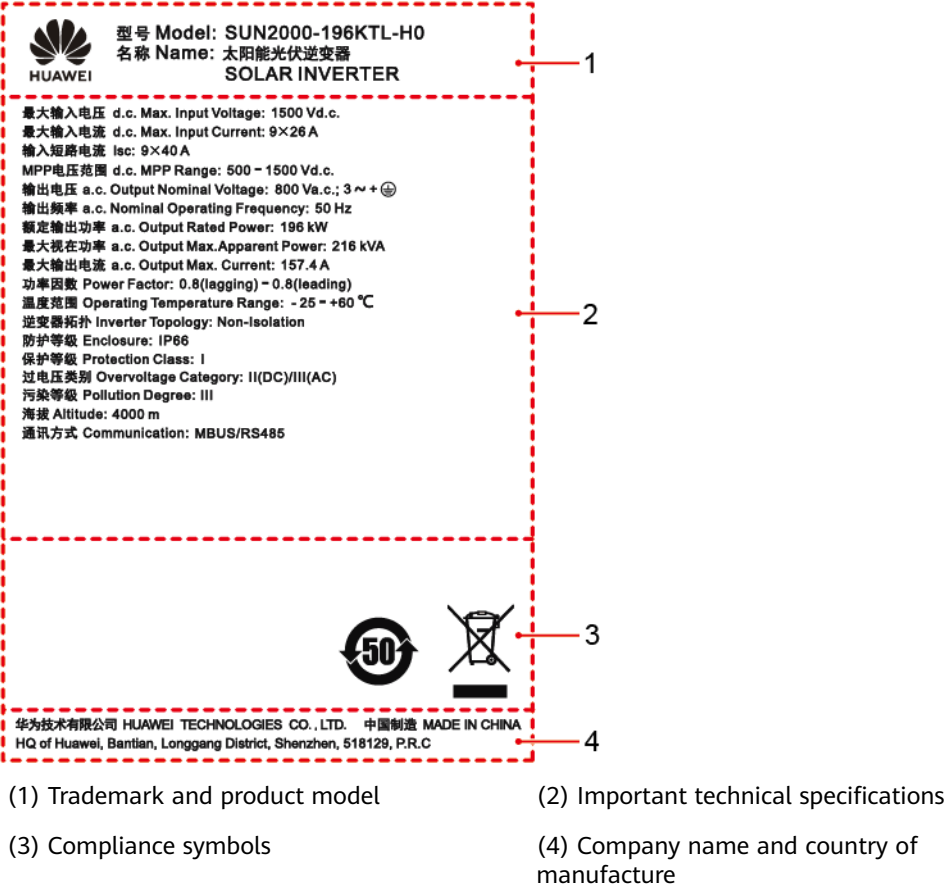 型号 Model: SUN2000-196KTL-H0
名称 Name: 太阳能光伏逆变器
SOLAR INVERTER
HUAWEI
1
最大输入电压 d.c. Max. Input Voltage: 1500 Vd.c.
最大输入电流 d.c. Max. Input Current: 9×26 A
输入短路电流 Isc: 9×40 A
MPP电压范围 d.c. MPP Range: 500 - 1500 Vd.c.
输出电压 a.c. Output Nominal Voltage: 800 Va.c.; 3 ~ +
输出频率 a.c. Nominal Operating Frequency: 50 Hz
额定输出功率 a.c. Output Rated Power: 196 kW
最大视在功率 a.c. Output Max.Apparent Power: 216 kVA
最大输出电流 a.c. Output Max. Current: 157.4 A
功率因数 Power Factor: 0.8(lagging) - 0.8(leading)
温度范围 Operating Temperature Range: - 25 - +60 ℃
逆变器拓扑 Inverter Topology: Non-Isolation
防护等级 Enclosure: IP66
保护等级 Protection Class: I
过电压类别 Overvoltage Category: II(DC)/III(AC)
污染等级 Pollution Degree: III
海拔 Altitude: 4000 m
通讯方式 Communication: MBUS/RS485
2
50
3
华为技术有限公司 HUAWEI TECHNOLOGIES CO., LTD. 中国制造 MADE IN CHINA
HQ of Huawei, Bantian, Longgang District, Shenzhen, 518129, P.R.C
4
(1) Trademark and product model
(2) Important technical specifications
(3) Compliance symbols
(4) Company name and country of
manufacture